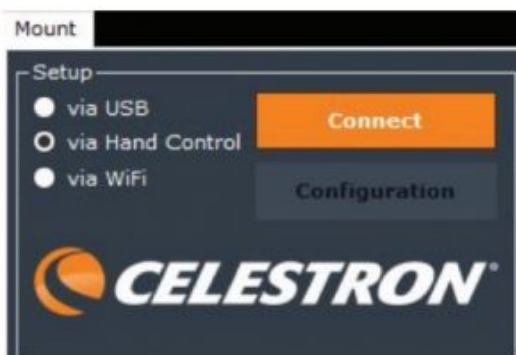 Mount
Setup
via USB
Connect
via Hand Control
via WiFi
Configuration
CELESTRON®